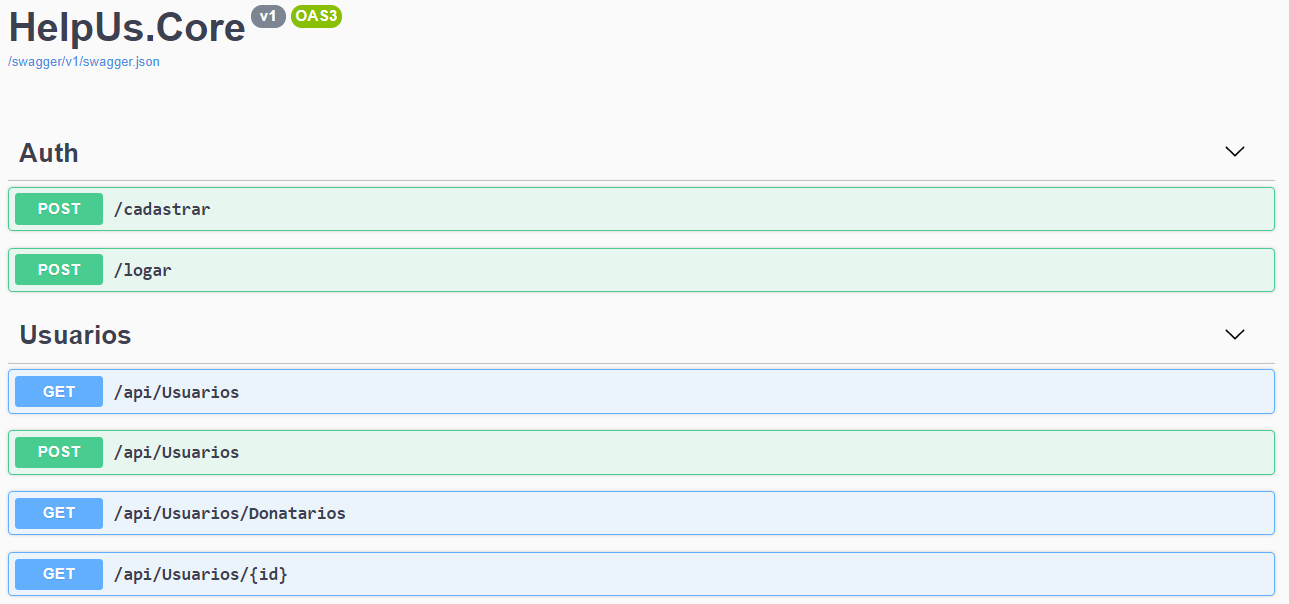 HelpUs.Core v1 OAS3
/swagger/v1/swagger.json
Auth
POST /cadastrar
POST /logar
Usuarios
GET /api/Usuarios
POST /api/Usuarios
GET /api/Usuarios/Donatarios
GET /api/Usuarios/{id}